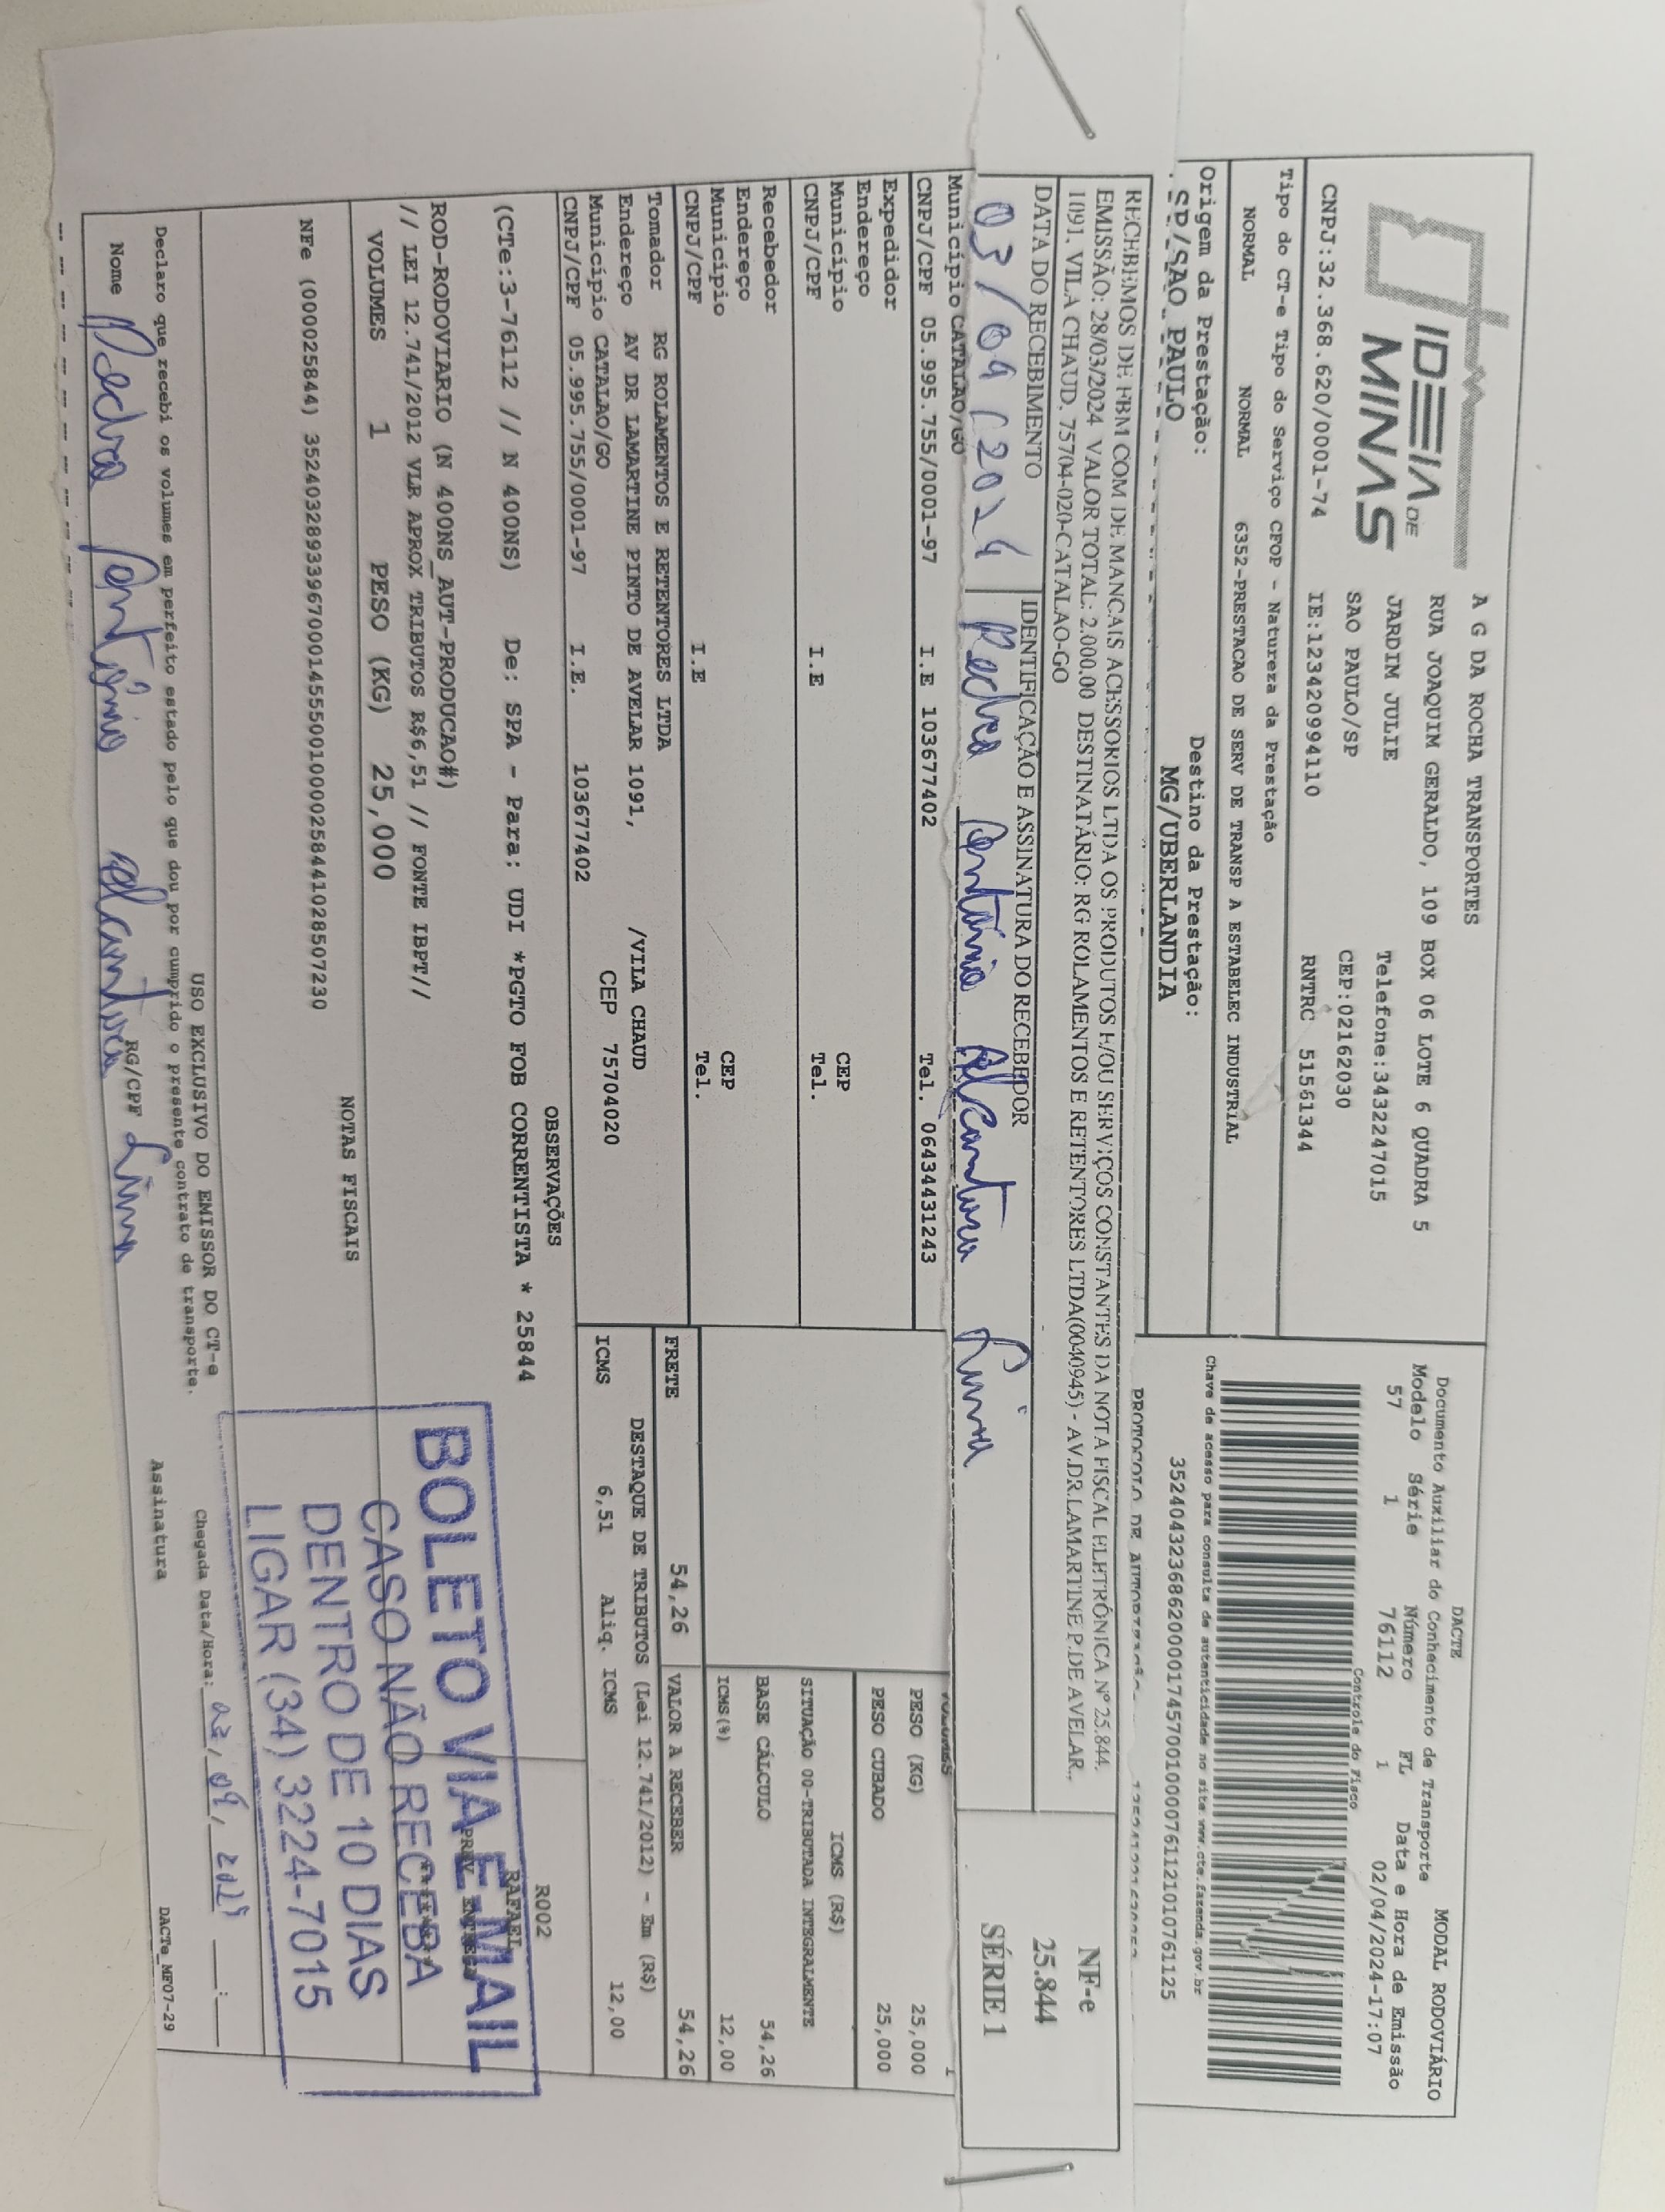 IDEIA DE
MINAS
A G DA ROCHA TRANSPORTES
RUA JOAQUIM GERALDO, 109 BOX 06 LOTE 6 QUADRA 5
JARDIM JULIE Telefone:3432247015
SAO PAULO/SP CEP:02162030
CNPJ:32.368.620/0001-74 IE:123420994110 RNTRC 51561344
Tipo do CT-e Tipo do Serviço CFOP - Natureza da Prestação
NORMAL NORMAL 6352-PRESTACAO DE SERV DE TRANSP A ESTABELEC INDUSTRIAL
Origem da Prestação: Destino da Prestação:
SP/SAO PAULO MG/UBERLANDIA
DACTE MODAL RODOVIÁRIO
Documento Auxiliar do Conhecimento de Transporte
Modelo Série Número FL Data e Hora de Emissão
57 1 76112 1 02/04/2024-17:07
Controle do Fisco
Chave de acesso para consulta de autenticidade no site www.cte.fazenda.gov.br
35240432368620000174570010000761121010761125
PROTOCOLO DE
RECEBEMOS DE FBM COM DE MANCAIS ACESSORIOS LTDA OS PRODUTOS E/OU SERVIÇOS CONSTANTES DA NOTA FISCAL ELETRÔNICA Nº 25.844.
EMISSÃO: 28/03/2024 VALOR TOTAL: 2.000,00 DESTINATÁRIO: RG ROLAMENTOS E RETENTORES LTDA(0040945) - AV.DR.LAMARTINE P.DE AVELAR.,
1091. VILA CHAUD. 75704-020-CATALAO-GO
DATA DO RECEBIMENTO IDENTIFICAÇÃO E ASSINATURA DO RECEBEDOR
03/04/2024 Pedro Antônio Alcantara Lima
NF-e
25.844
SÉRIE 1
Município CATALAO/GO
CNPJ/CPF 05.995.755/0001-97 I.E 103677402 Tel. 06434431243
Expedidor
Endereço
Município CEP
CNPJ/CPF I.E Tel.
Recebedor
Endereço
Município CEP
CNPJ/CPF I.E Tel.
VOLUMES 1
PESO (KG) 25,000
PESO CUBADO 25,000
ICMS (R$)
SITUAÇÃO 00-TRIBUTADA INTEGRALMENTE
BASE CÁLCULO 54,26
ICMS(%) 12,00
Tomador RG ROLAMENTOS E RETENTORES LTDA
Endereço AV DR LAMARTINE PINTO DE AVELAR 1091, /VILA CHAUD
Município CATALAO/GO CEP 75704020
CNPJ/CPF 05.995.755/0001-97 I.E. 103677402
FRETE 54,26 VALOR A RECEBER 54,26
DESTAQUE DE TRIBUTOS (Lei 12.741/2012) - Em (R$)
ICMS 6,51 Aliq. ICMS 12,00
OBSERVAÇÕES
(CTe:3-76112 // N 400NS) De: SPA - Para: UDI *PGTO FOB CORRENTISTA * 25844
ROD-RODOVIARIO (N 400NS_AUT-PRODUCAO#)
// LEI 12.741/2012 VLR APROX TRIBUTOS R$6,51 // FONTE IBPT//
R002
RAFAEL
PREV ENTREGA
VOLUMES 1 PESO (KG) 25,000
NOTAS FISCAIS
NFe (000025844) 35240328933967000145550010000258441028507230
BOLETO VIA E-MAIL
CASO NÃO RECEBA
DENTRO DE 10 DIAS
LIGAR (34) 3224-7015
USO EXCLUSIVO DO EMISSOR DO CT-e
Declaro que recebi os volumes em perfeito estado pelo que dou por cumprido o presente contrato de transporte.
Chegada Data/Hora: :
Nome Pedro Antônio Alcantara Lima RG/CPF Assinatura
DACTe_MF07-29